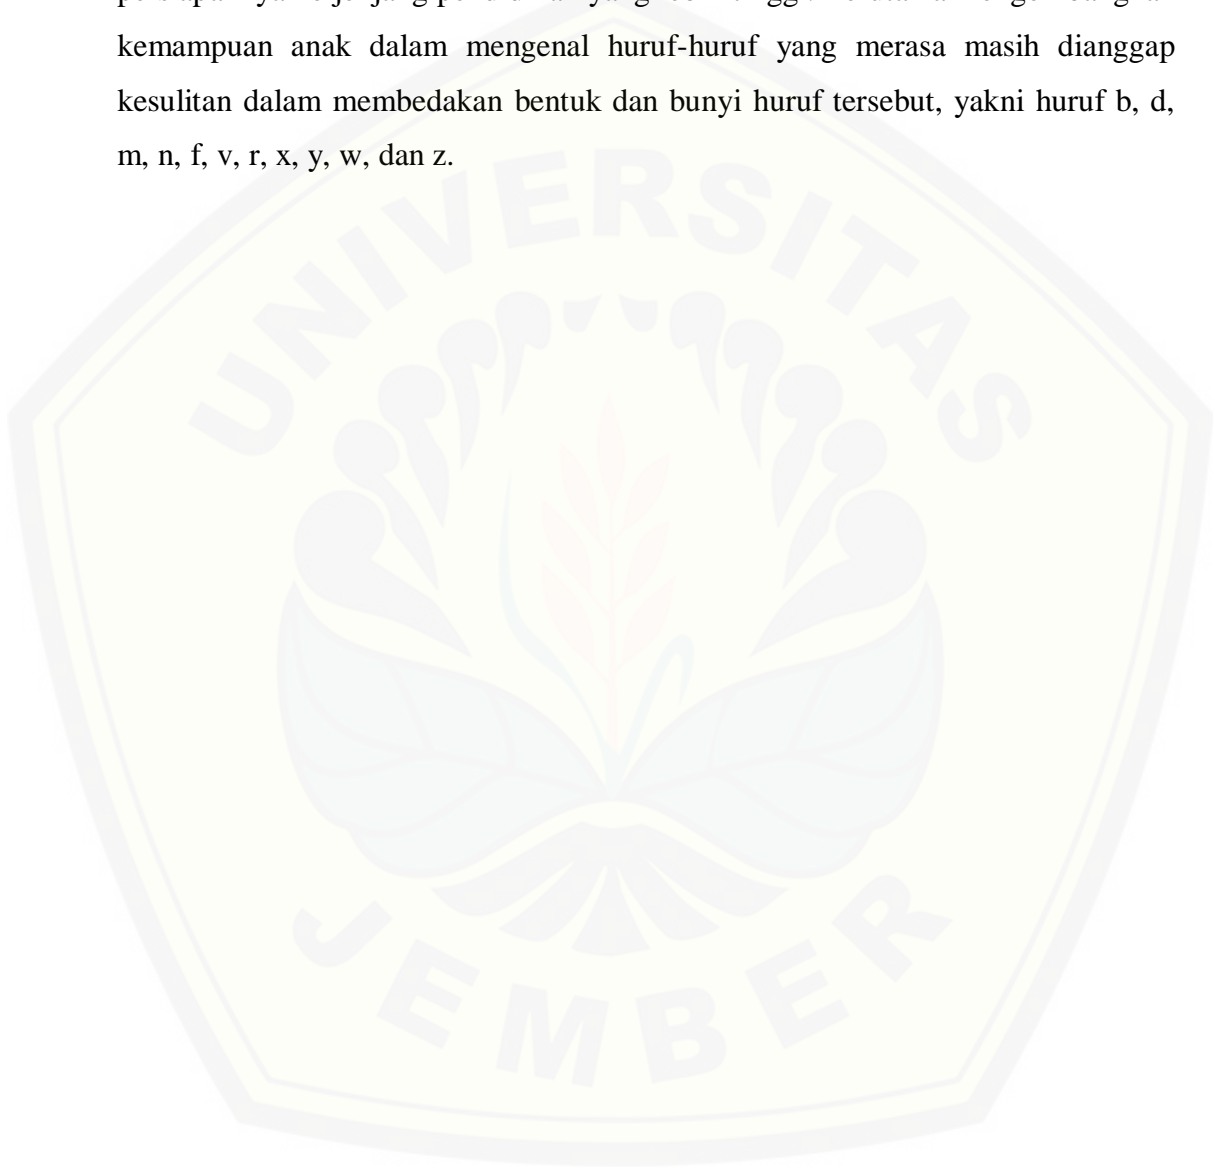 kemampuan anak dalam mengenal huruf-huruf yang merasa masih dianggap
kesulitan dalam membedakan bentuk dan bunyi huruf tersebut, yakni huruf b, d,
m, n, f, v, r, x, y, w, dan z.
UNIVERSITAS
JEMBER